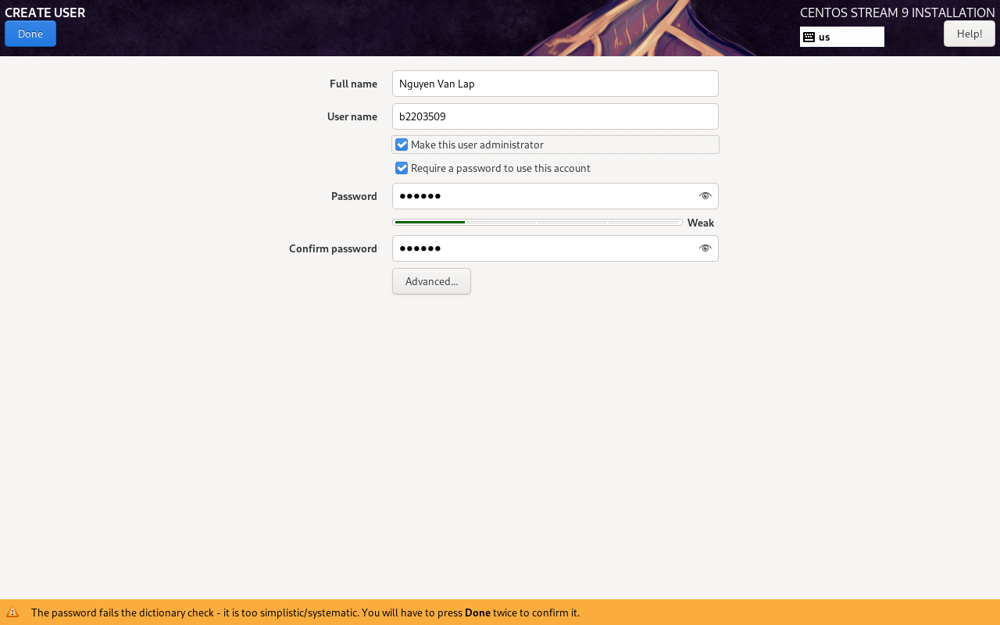 CREATE USER
CENTOS STREAM 9 INSTALLATION
Done
us
Help!
Full name
Nguyen Van Lap
User name
b2203509
Make this user administrator
Require a password to use this account
Password
●●●●●●
Weak
Confirm password
●●●●●●
Advanced...
The password fails the dictionary check - it is too simplistic/systematic. You will have to press Done twice to confirm it.